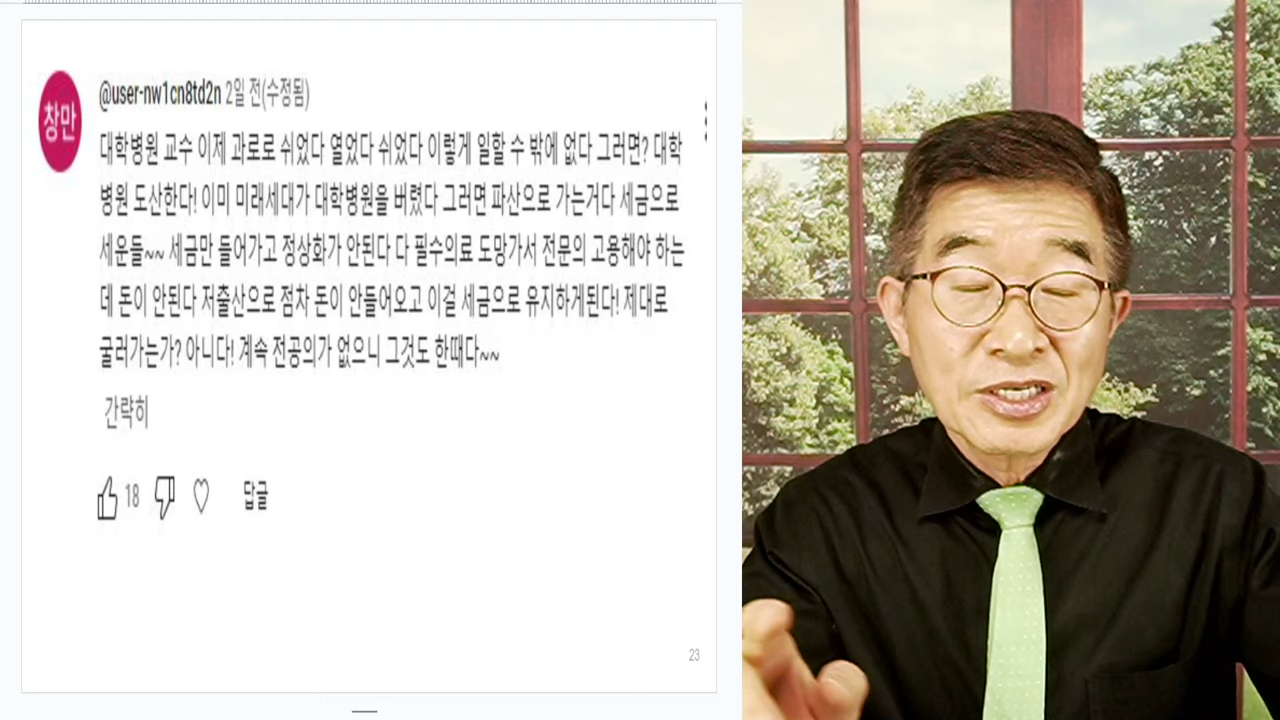 창만
@user-nw1cn8td2n 2일 전(수정됨)
대학병원 교수 이제 과로로 쉬었다 열었다 쉬었다 이렇게 일할 수 밖에 없다 그러면? 대학
병원 도산한다! 이미 미래세대가 대학병원을 버렸다 그러면 파산으로 가는거다 세금으로
세운들~~ 세금만 들어가고 정상화가 안된다 다 필수의료 도망가서 전문의 고용해야 하는
데 돈이 안된다 저출산으로 점차 돈이 안들어오고 이걸 세금으로 유지하게된다! 제대로
굴러가는가? 아니다! 계속 전공의가 없으니 그것도 한때다~~
간략히
18 답글
23